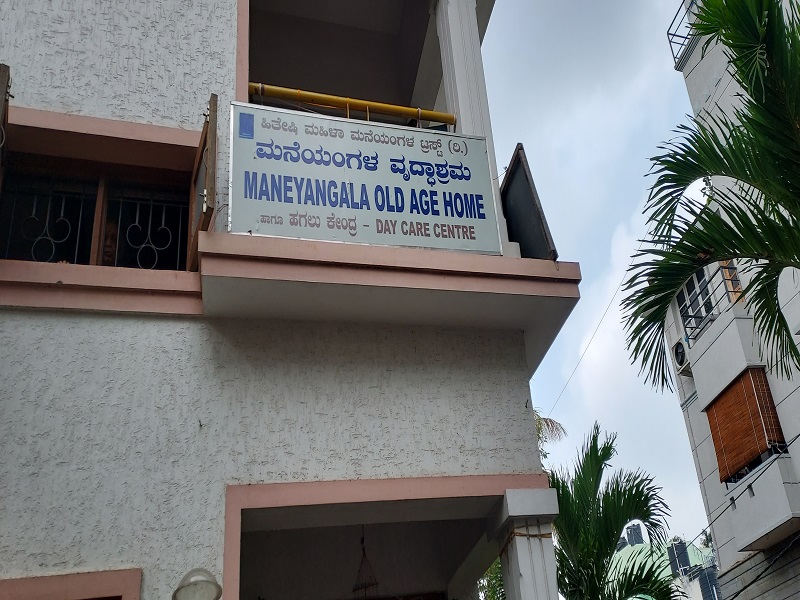 ಹಿತೇಷಿ ಮಹಿಳಾ ಮನೆಯಂಗಳ ಟ್ರಸ್ಟ್ (ರಿ.)
ಮನೆಯಂಗಳ ವೃದ್ಧಾಶ್ರಮ
MANEYANGALA OLD AGE HOME
ಹಾಗೂ ಹಗಲು ಕೇಂದ್ರ - DAY CARE CENTRE